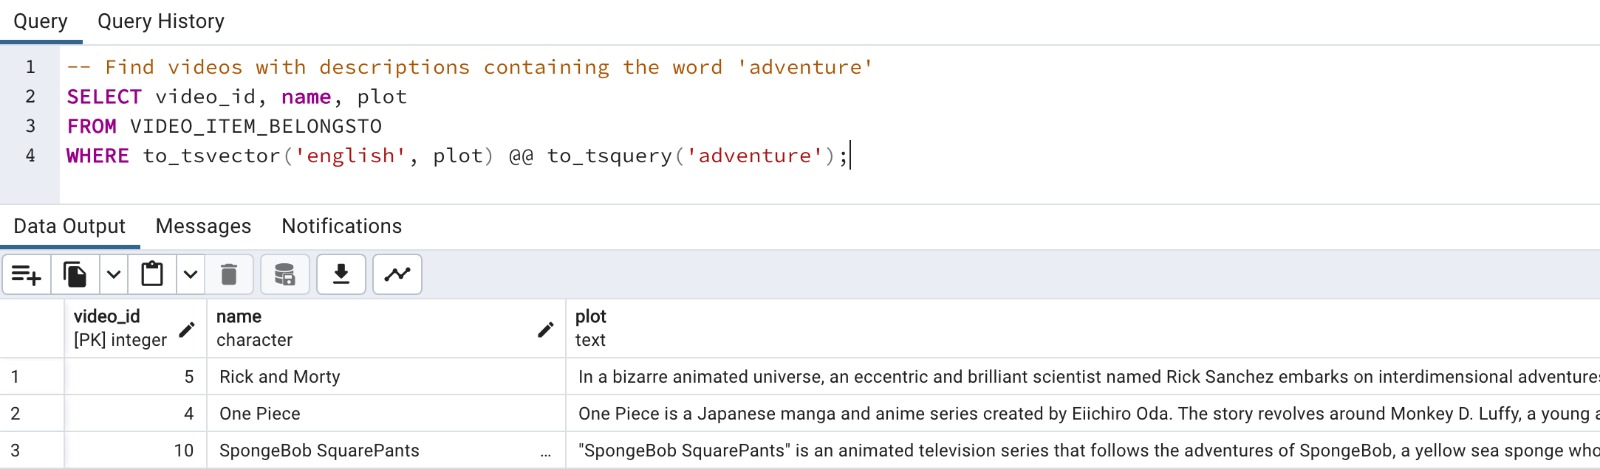 Query Query History
1 -- Find videos with descriptions containing the word 'adventure'
2 SELECT video_id, name, plot
3 FROM VIDEO_ITEM_BELONGSTO
4 WHERE to_tsvector('english', plot) @@ to_tsquery('adventure');
Data Output Messages Notifications
video_id name plot
[PK] integer character text
1 5 Rick and Morty In a bizarre animated universe, an eccentric and brilliant scientist named Rick Sanchez embarks on interdimensional adventure
2 4 One Piece One Piece is a Japanese manga and anime series created by Eiichiro Oda. The story revolves around Monkey D. Luffy, a young a
3 10 SpongeBob SquarePants ... "SpongeBob SquarePants" is an animated television series that follows the adventures of SpongeBob, a yellow sea sponge who